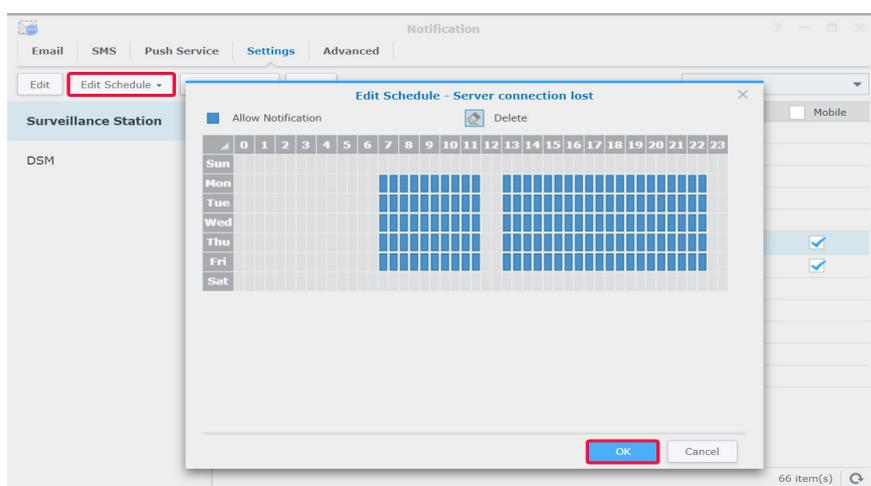 Notification
Email SMS Push Service Settings Advanced
Edit Edit Schedule
Edit Schedule - Server connection lost
Mobile
Surveillance Station
Allow Notification Delete
0 1 2 3 4 5 6 7 8 9 10 11 12 13 14 15 16 17 18 19 20 21 22 23
DSM
Sun
Mon
Tue
Wed
Thu
Fri
Sat
OK Cancel
66 item(s)